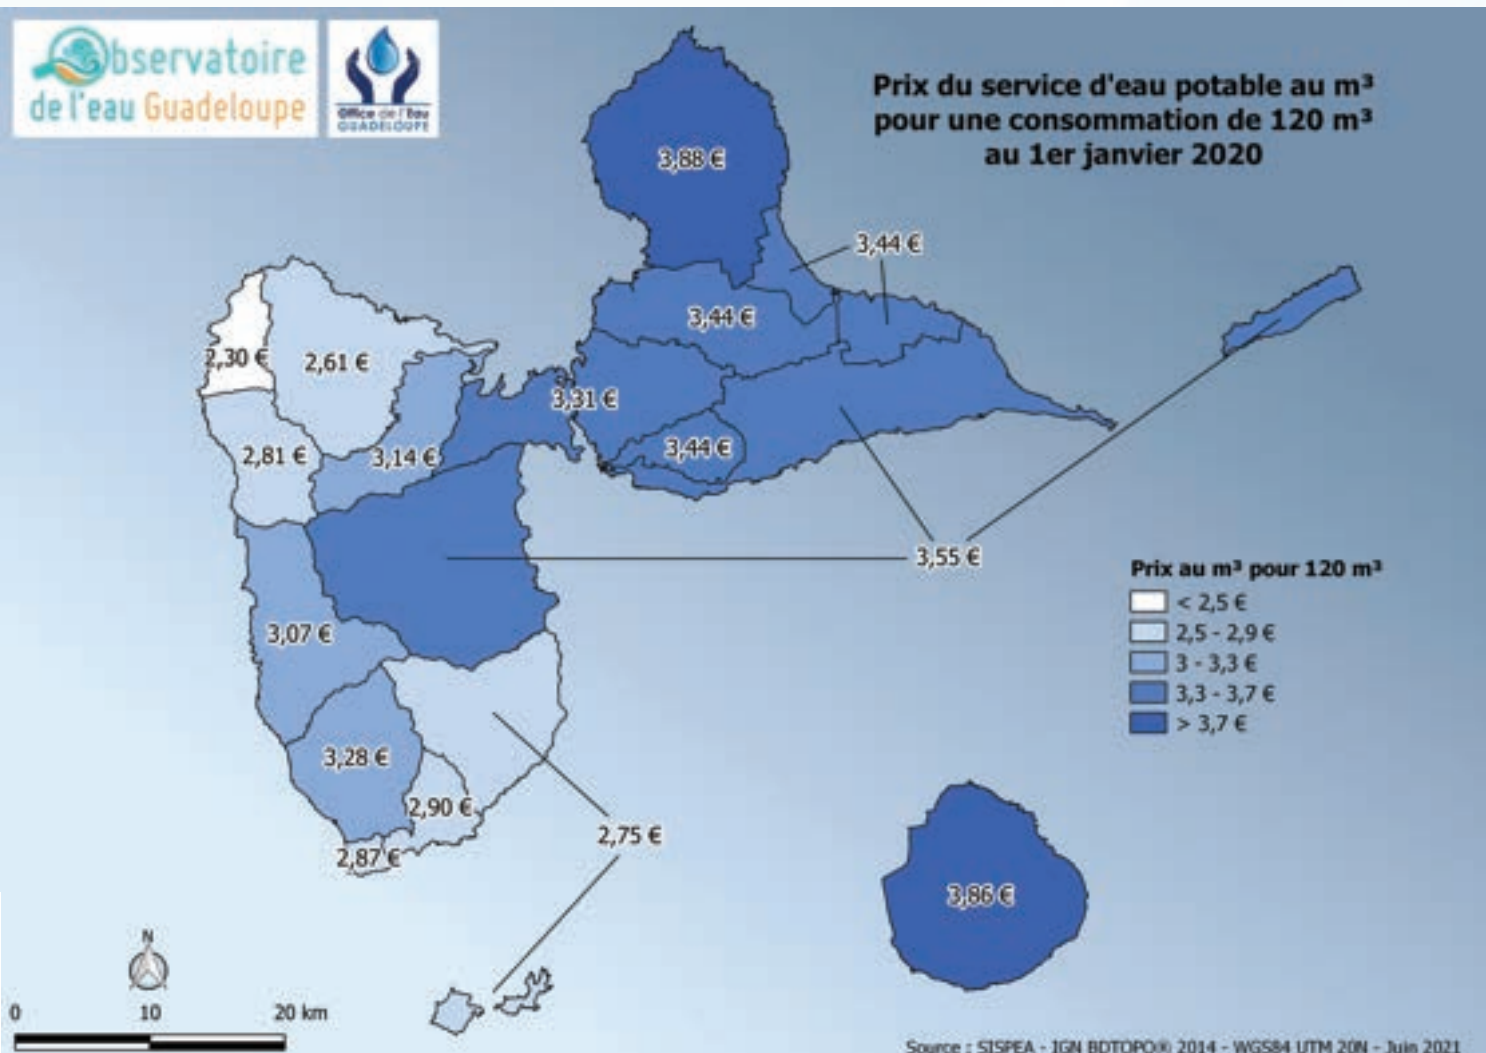 Observatoire
de l'eau Guadeloupe
Office de l'Eau
GUADELOUPE
Prix du service d'eau potable au m³
pour une consommation de 120 m³
au 1er janvier 2020
3,88 €
3,44 €
3,44 €
2,30 €
2,61 €
3,31 €
2,81 €
3,14 €
3,44 €
3,55 €
3,07 €
3,28 €
2,90 €
2,87 €
2,75 €
3,86 €
Prix au m³ pour 120 m³
< 2,5 €
2,5 - 2,9 €
3 - 3,3 €
3,3 - 3,7 €
> 3,7 €
N
0 10 20 km
Source : SISPEA - IGN BDTOPO® 2014 - WGS84 UTM 20N - Juin 2021